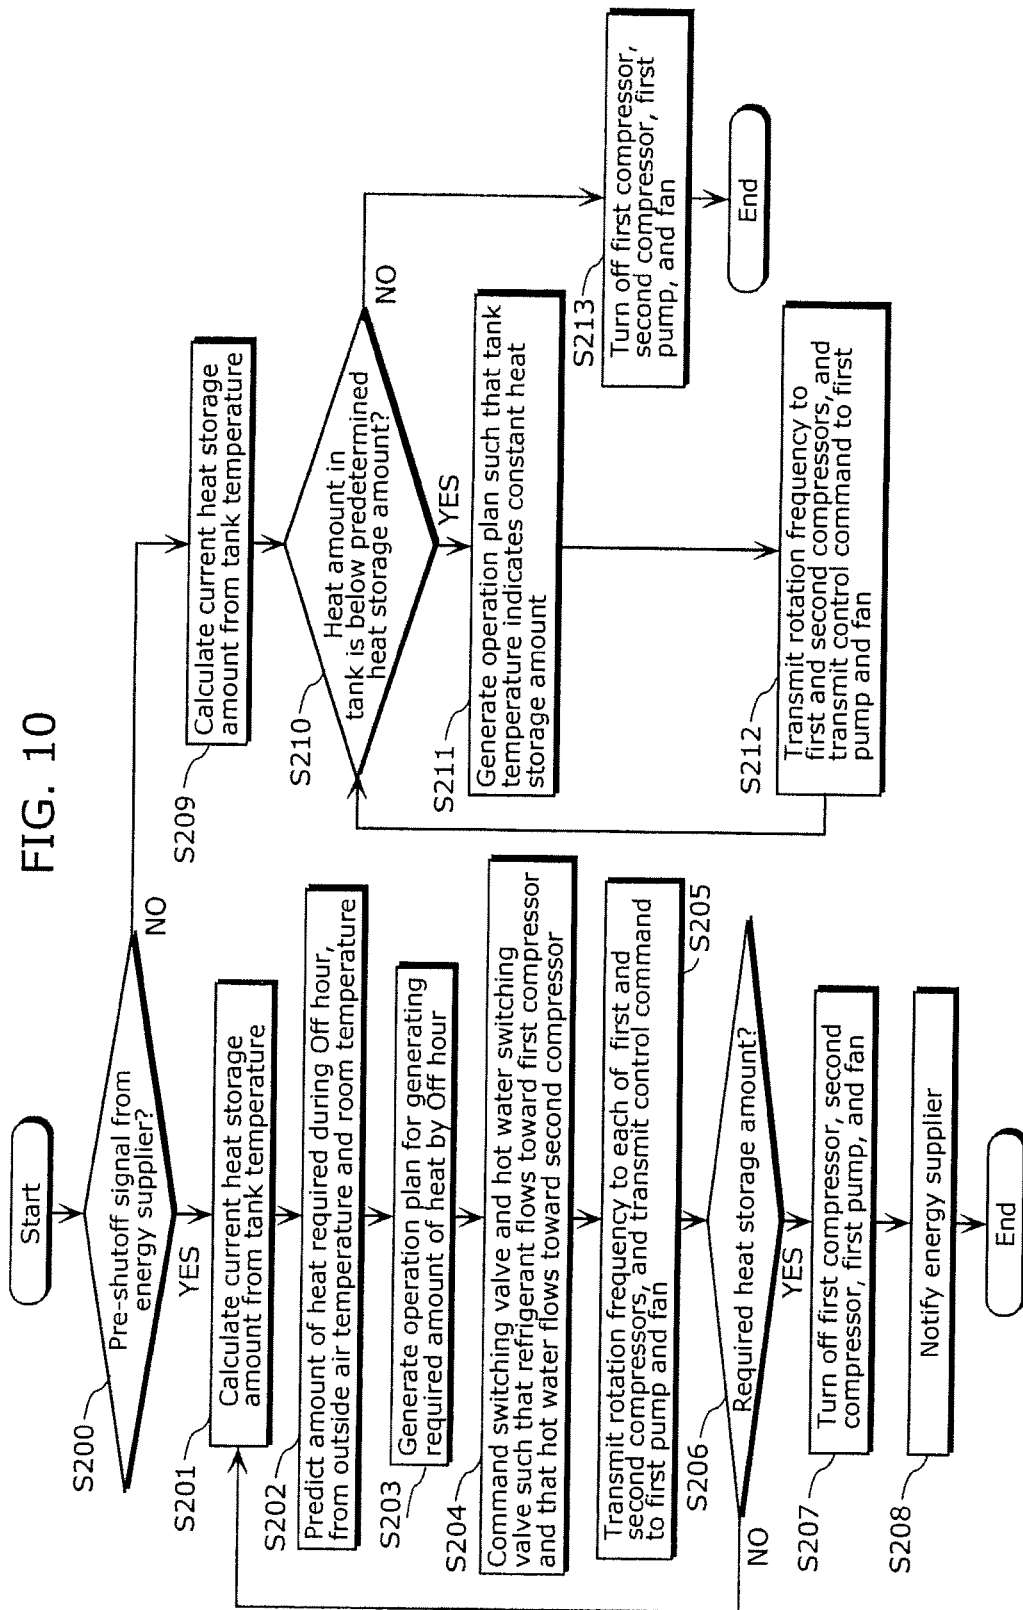 FIG. 10
Start
S200
Pre-shutoff signal from
energy supplier?
NO
YES
S201
Calculate current heat storage
amount from tank temperature
S202
Predict amount of heat required during Off hour,
from outside air temperature and room temperature
S203
Generate operation plan for generating
required amount of heat by Off hour
S204
Command switching valve and hot water switching
valve such that refrigerant flows toward first compressor
and that hot water flows toward second compressor
Transmit rotation frequency to each of first and
second compressors, and transmit control command
to first pump and fan
S205
S206
Required heat storage amount?
NO
YES
S207
Turn off first compressor, second
compressor, first pump, and fan
S208
Notify energy supplier
End
S209
Calculate current heat storage
amount from tank temperature
S210
Heat amount in
tank is below predetermined
heat storage amount?
NO
YES
S211
Generate operation plan such that tank
temperature indicates constant heat
storage amount
S212
Transmit rotation frequency to
first and second compressors, and
transmit control command to first
pump and fan
S213
Turn off first compressor,
second compressor, first
pump, and fan
End